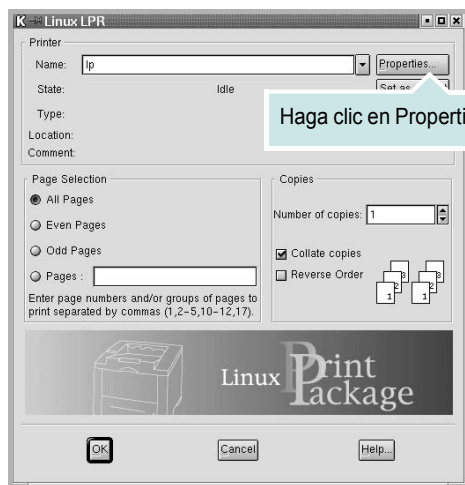 Linux LPR
Printer
Name: lp Properties...
State: Idle Set as
Type:
Haga clic en
Location:
Comment:
Page Selection
All Pages
Even Pages
Odd Pages
Pages :
Enter page numbers and/or groups of pages to
print separated by commas (1,2-5,10-12,17).
Copies
Number of copies: 1
Collate copies
Reverse Order
Linux Print
Package
OK Cancel Help...